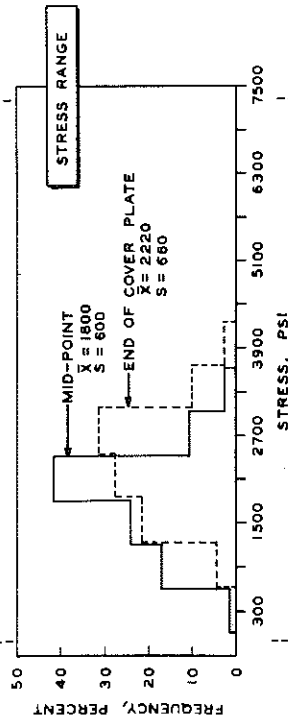 STRESS RANGE
MID-POINT
X̄ = 1800
S = 600
END OF COVER PLATE
X̄ = 2220
S = 660
FREQUENCY, PERCENT
50
40
30
20
10
0
300
1500
2700
3900
5100
6300
7500
STRESS, PSI